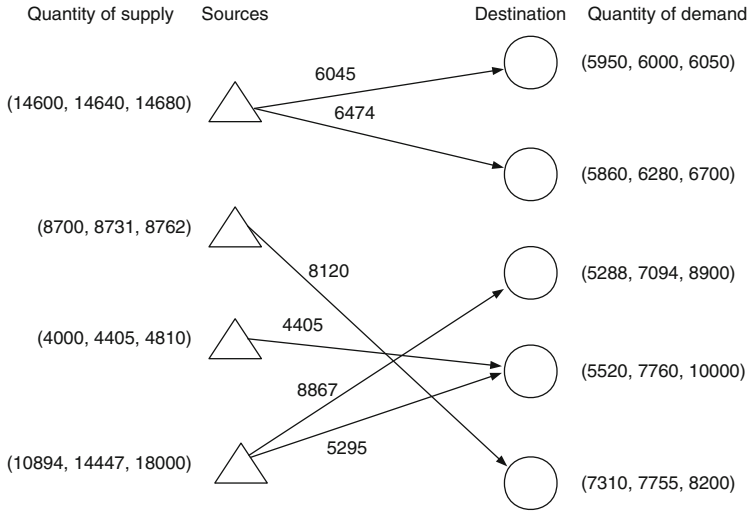 Quantity of supply Sources Destination Quantity of demand
6045 (5950, 6000, 6050)
(14600, 14640, 14680)
6474
(5860, 6280, 6700)
(8700, 8731, 8762)
8120 (5288, 7094, 8900)
4405
(4000, 4405, 4810)
(5520, 7760, 10000)
8867
5295
(10894, 14447, 18000)
(7310, 7755, 8200)